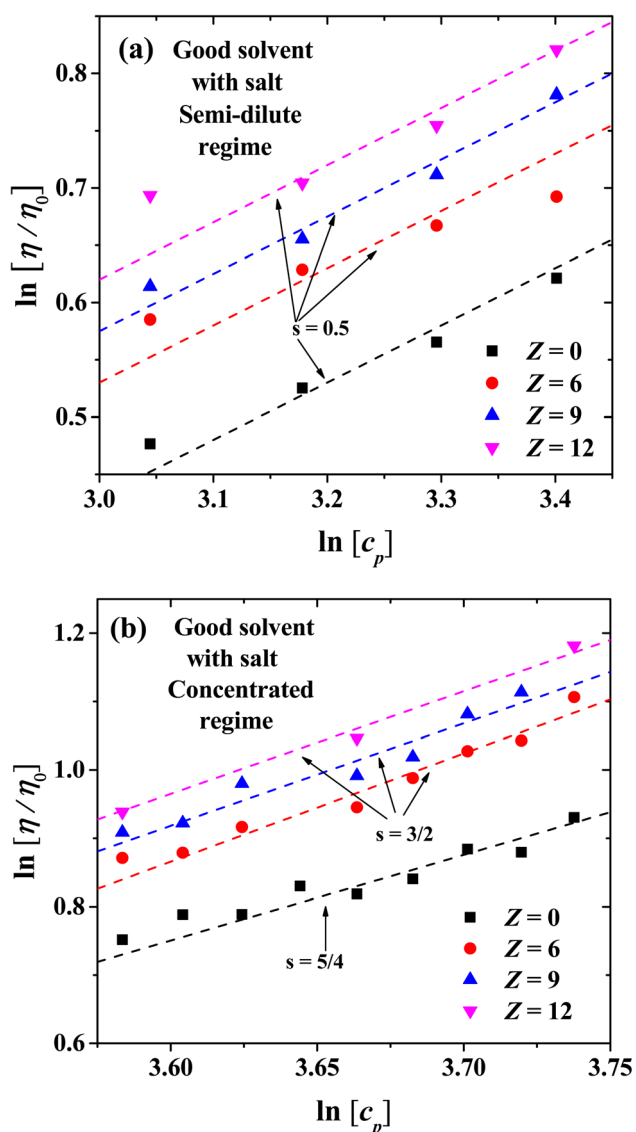 (a)
Good solvent
with salt
Semi-dilute
regime
ln [η / η₀]
0.8
0.7
0.6
0.5
s = 0.5
Z = 0
Z = 6
Z = 9
Z = 12
3.0 3.1 3.2 3.3 3.4
ln [cₚ]
(b)
Good solvent
with salt
Concentrated
regime
ln [η / η₀]
1.2
1.0
0.8
0.6
s = 3/2
s = 5/4
Z = 0
Z = 6
Z = 9
Z = 12
3.60 3.65 3.70 3.75
ln [cₚ]